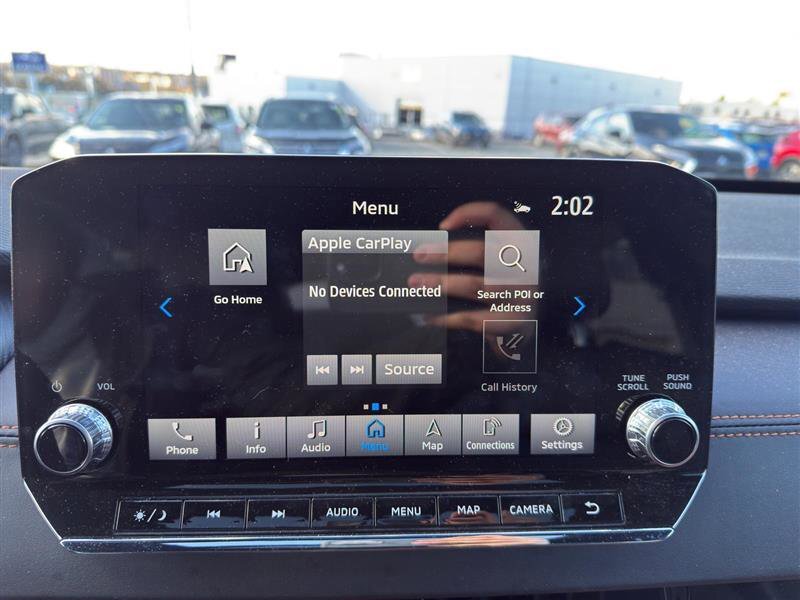 Menu
2:02
Apple CarPlay
No Devices Connected
Go Home
Search POI or
Address
Source
Call History
VOL
TUNE
SCROLL
PUSH
SOUND
Phone
Info
Audio
Menu
Map
Connections
Settings
AUDIO
MENU
MAP
CAMERA